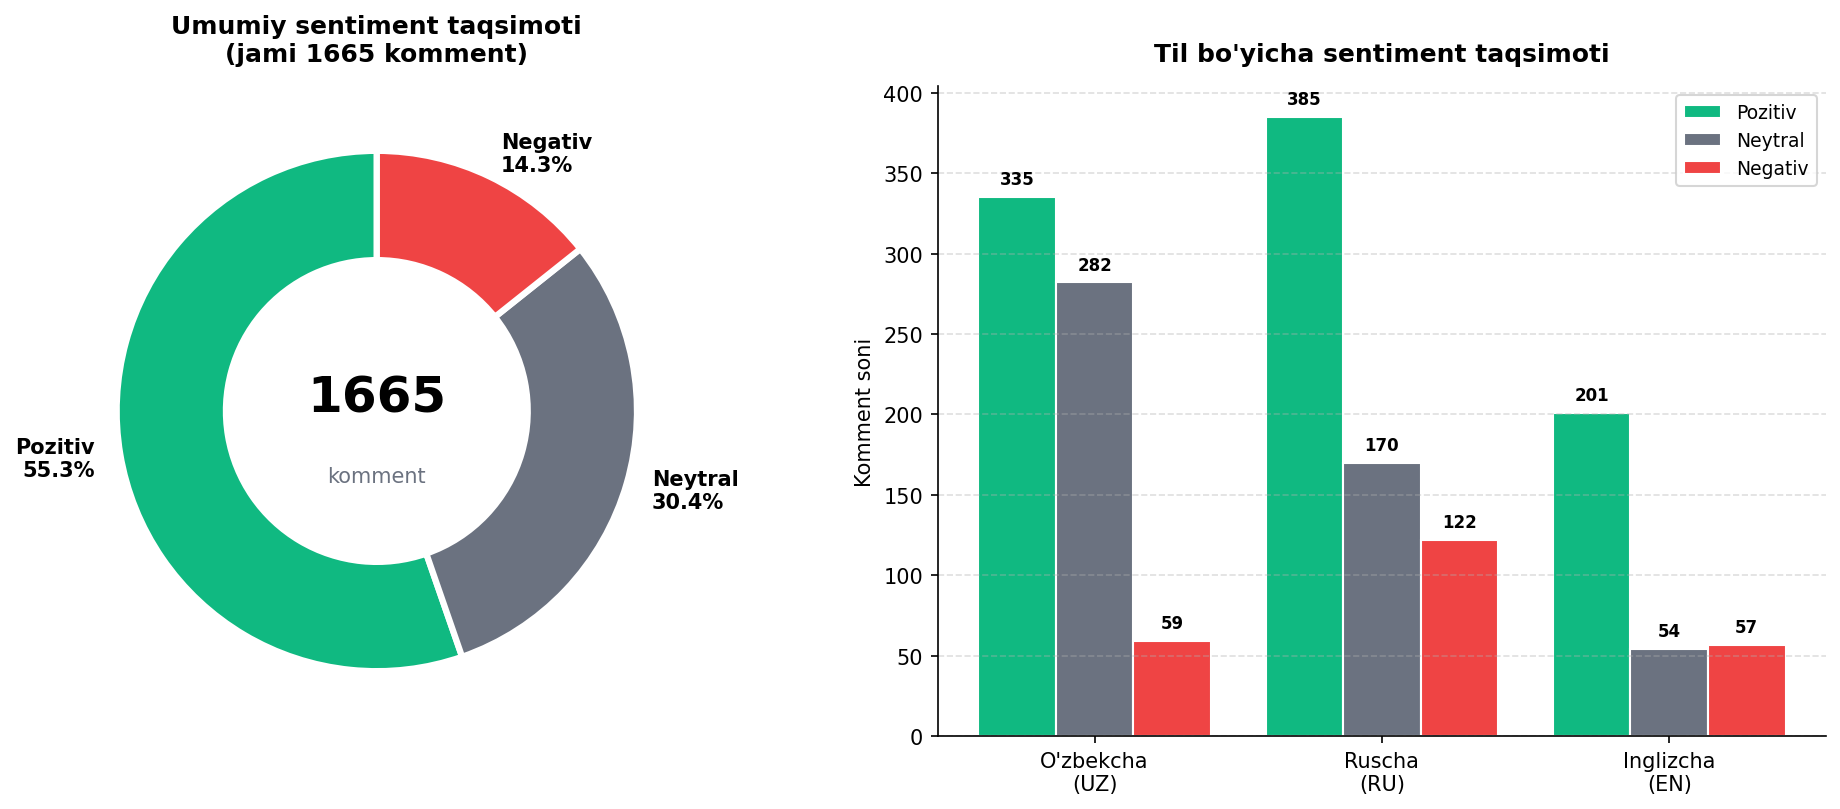 Umumiy sentiment taqsimoti
(jami 1665 komment)
Negativ
14.3%
1665
komment
Pozitiv
55.3%
Neytral
30.4%
Til bo'yicha sentiment taqsimoti
Komment soni
400
350
300
250
200
150
100
50
0
335
282
59
385
170
122
201
54
57
Pozitiv
Neytral
Negativ
O'zbekcha
(UZ)
Ruscha
(RU)
Inglizcha
(EN)